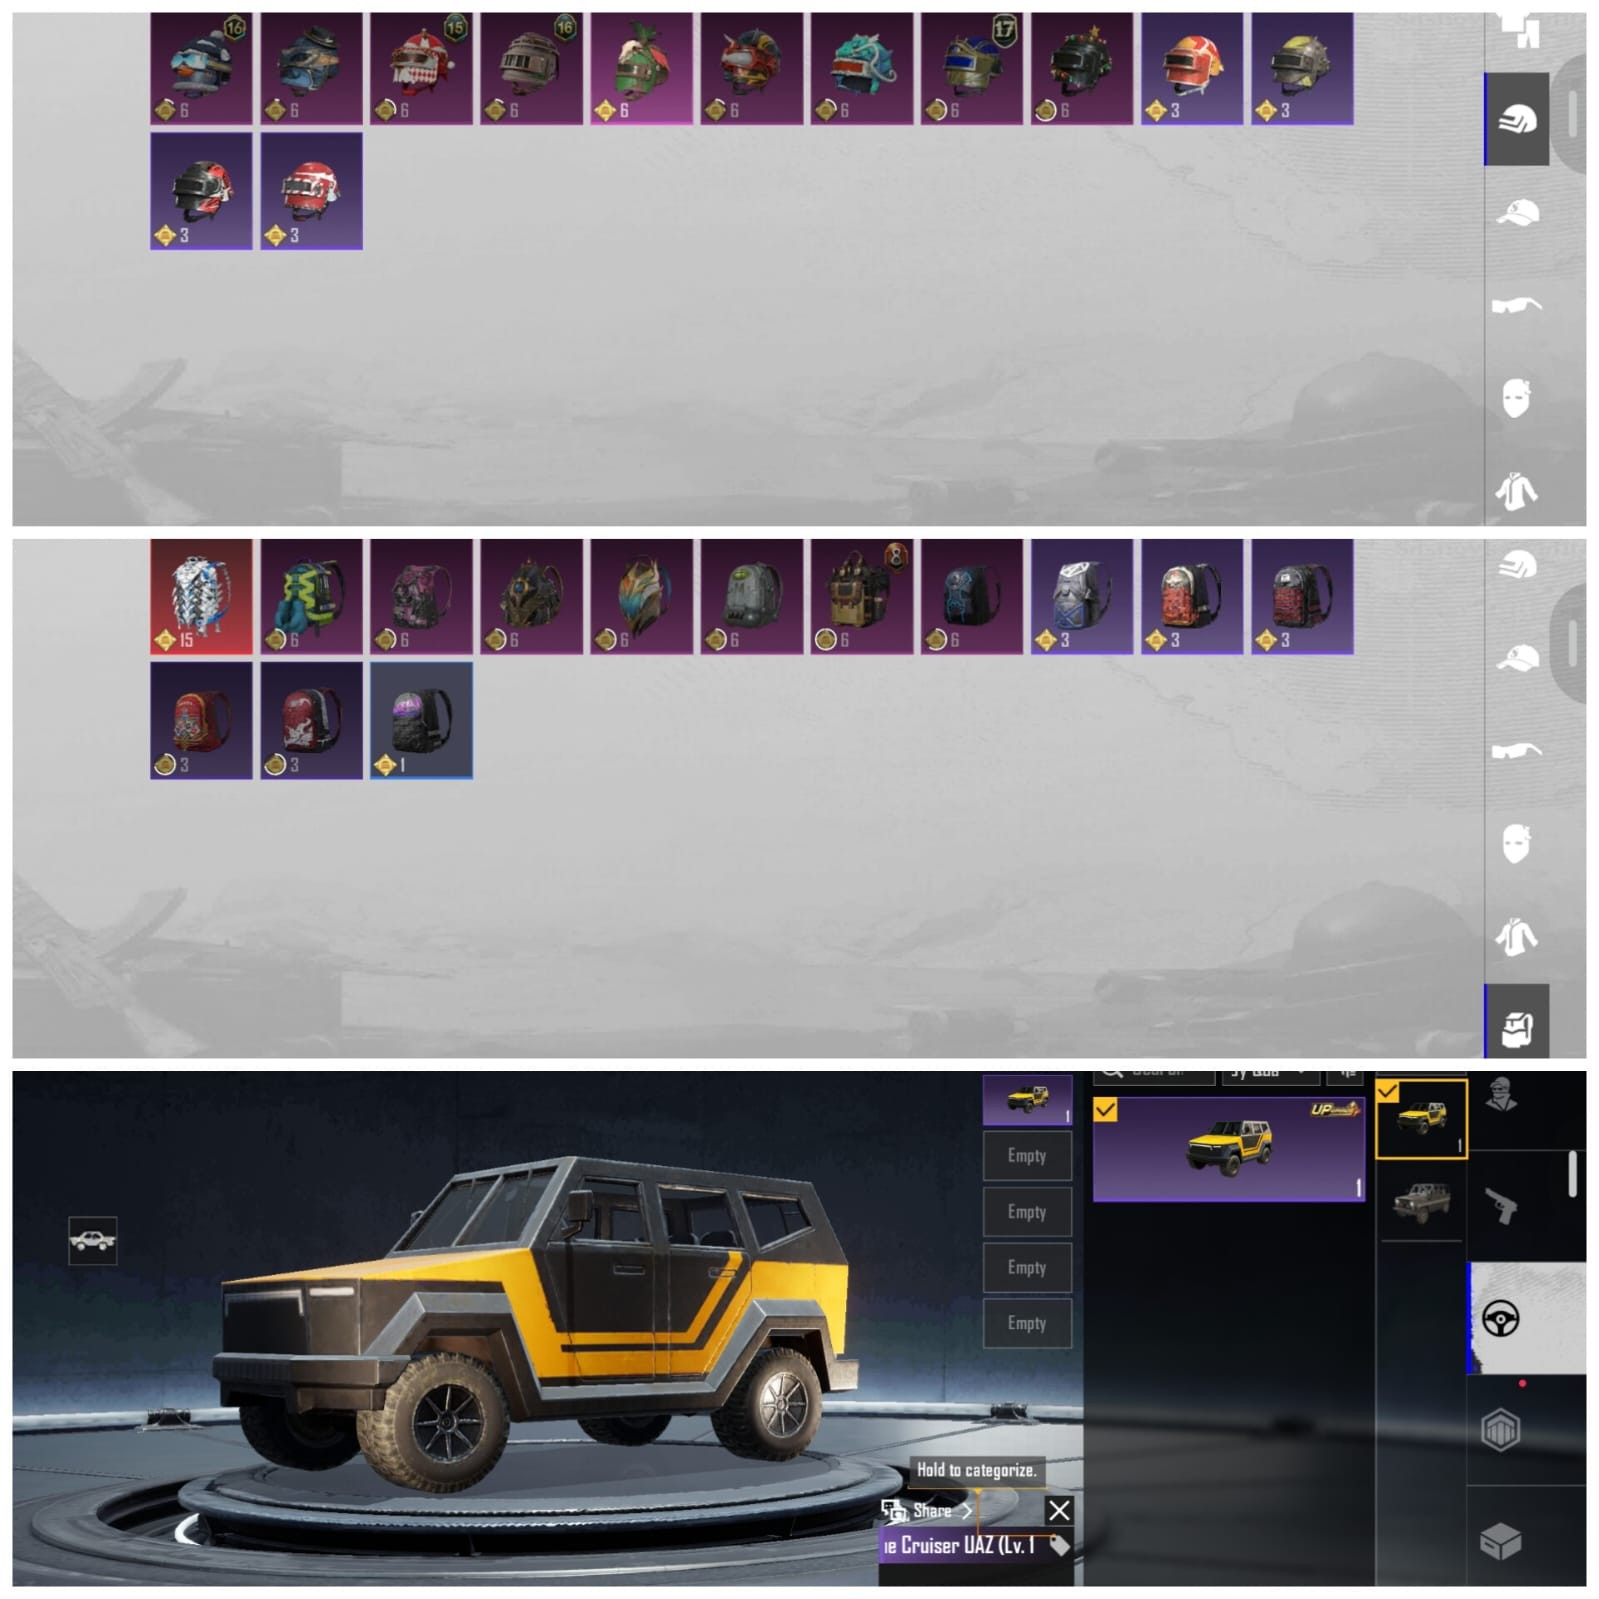 16
15
16
17
6 6 6 6 6 6 6 6 6 3 3
3 3
8
15 6 6 6 6 6 6 6 3 3 3
3 3 1
1
Empty
Empty
Empty
Empty
UP
1
1
Hold to categorize.
Share
e Cruiser UAZ (Lv. 1